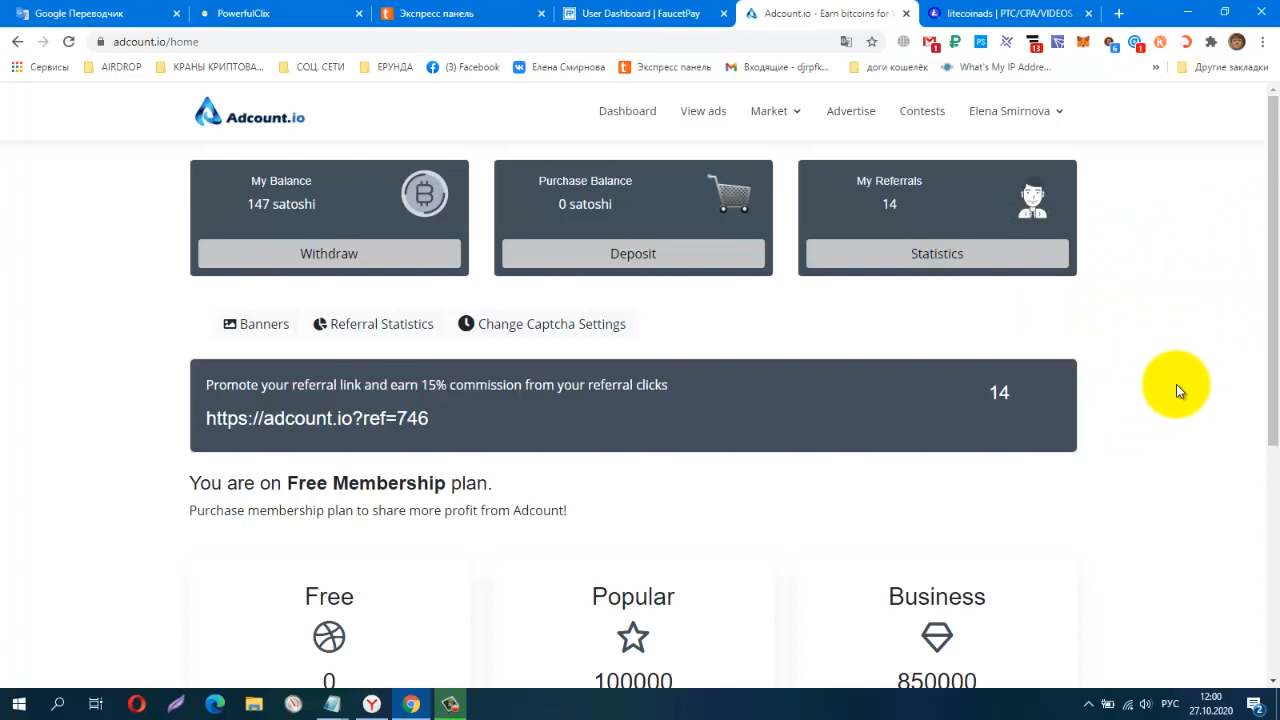 Google Переводчик
PowerfulClix
Экспресс панель
User Dashboard | FaucetPay
Adcount.io - Earn bitcoins for
litecoinads | PTC/CPA/VIDEOS
adcount.io/home
1
13
6
1
Сервисы
AIRDROP
КРАНЫ КРИПТОВА...
СОЦ. СЕТИ
ЕРУНДА
(3) Facebook
Елена Смирнова
Экспресс панель
Входящие - djrpfk...
доги кошелёк
What's My IP Addre...
»
Другие закладки
Adcount.io
Dashboard
View ads
Market
Advertise
Contests
Elena Smirnova
My Balance
147 satoshi
Withdraw
Purchase Balance
0 satoshi
Deposit
My Referrals
14
Statistics
Banners
Referral Statistics
Change Captcha Settings
Promote your referral link and earn 15% commission from your referral clicks
14
https://adcount.io?ref=746
You are on Free Membership plan.
Purchase membership plan to share more profit from Adcount!
Free
Popular
Business
0
100000
850000
РУС
12:00
27.10.2020
2